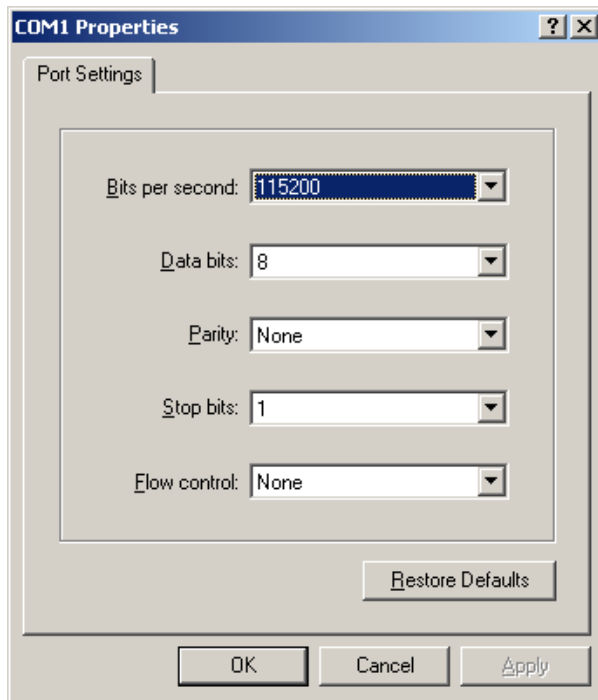 COM1 Properties
Port Settings
Bits per second: 115200
Data bits: 8
Parity: None
Stop bits: 1
Flow control: None
Restore Defaults
OK Cancel Apply